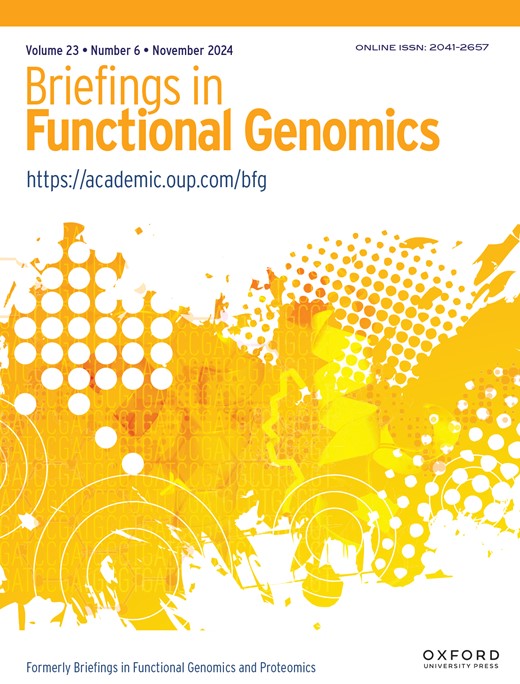 Volume 23 • Number 6 • November 2024
ONLINE ISSN: 2041-2657
Briefings in
Functional Genomics
https://academic.oup.com/bfg
OXFORD
UNIVERSITY PRESS
Formerly Briefings in Functional Genomics and Proteomics